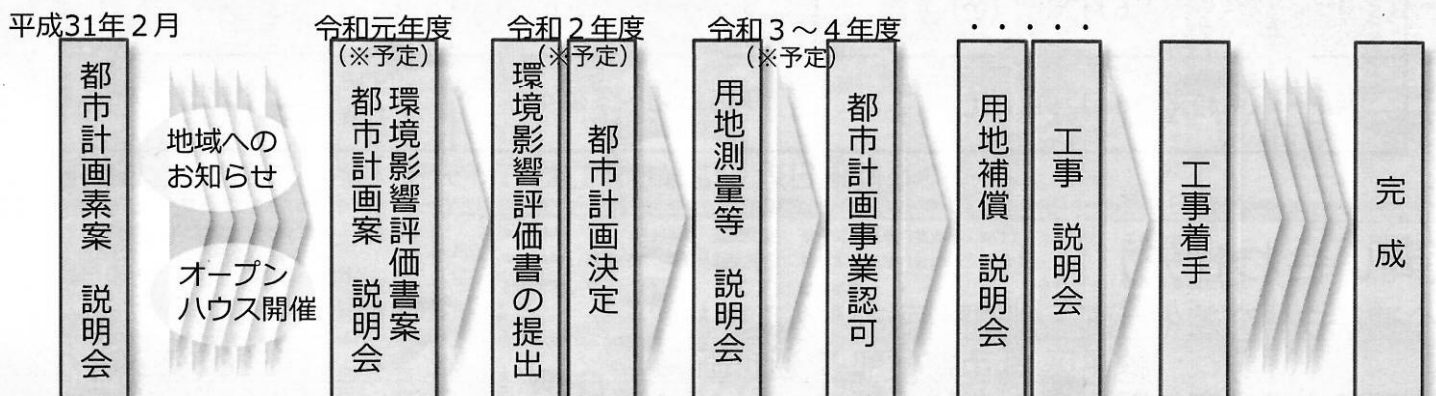 平成31年2月
都市計画素案 説明会
地域への
お知らせ
オープン
ハウス開催
令和元年度
(※予定)
環境影響評価書案
都市計画案 説明会
令和2年度
(※予定)
環境影響評価書の提出
都市計画決定
令和3～4年度
(※予定)
用地測量等 説明会
都市計画事業認可
・・・・・
用地補償 説明会
工事 説明会
工事着手
完成